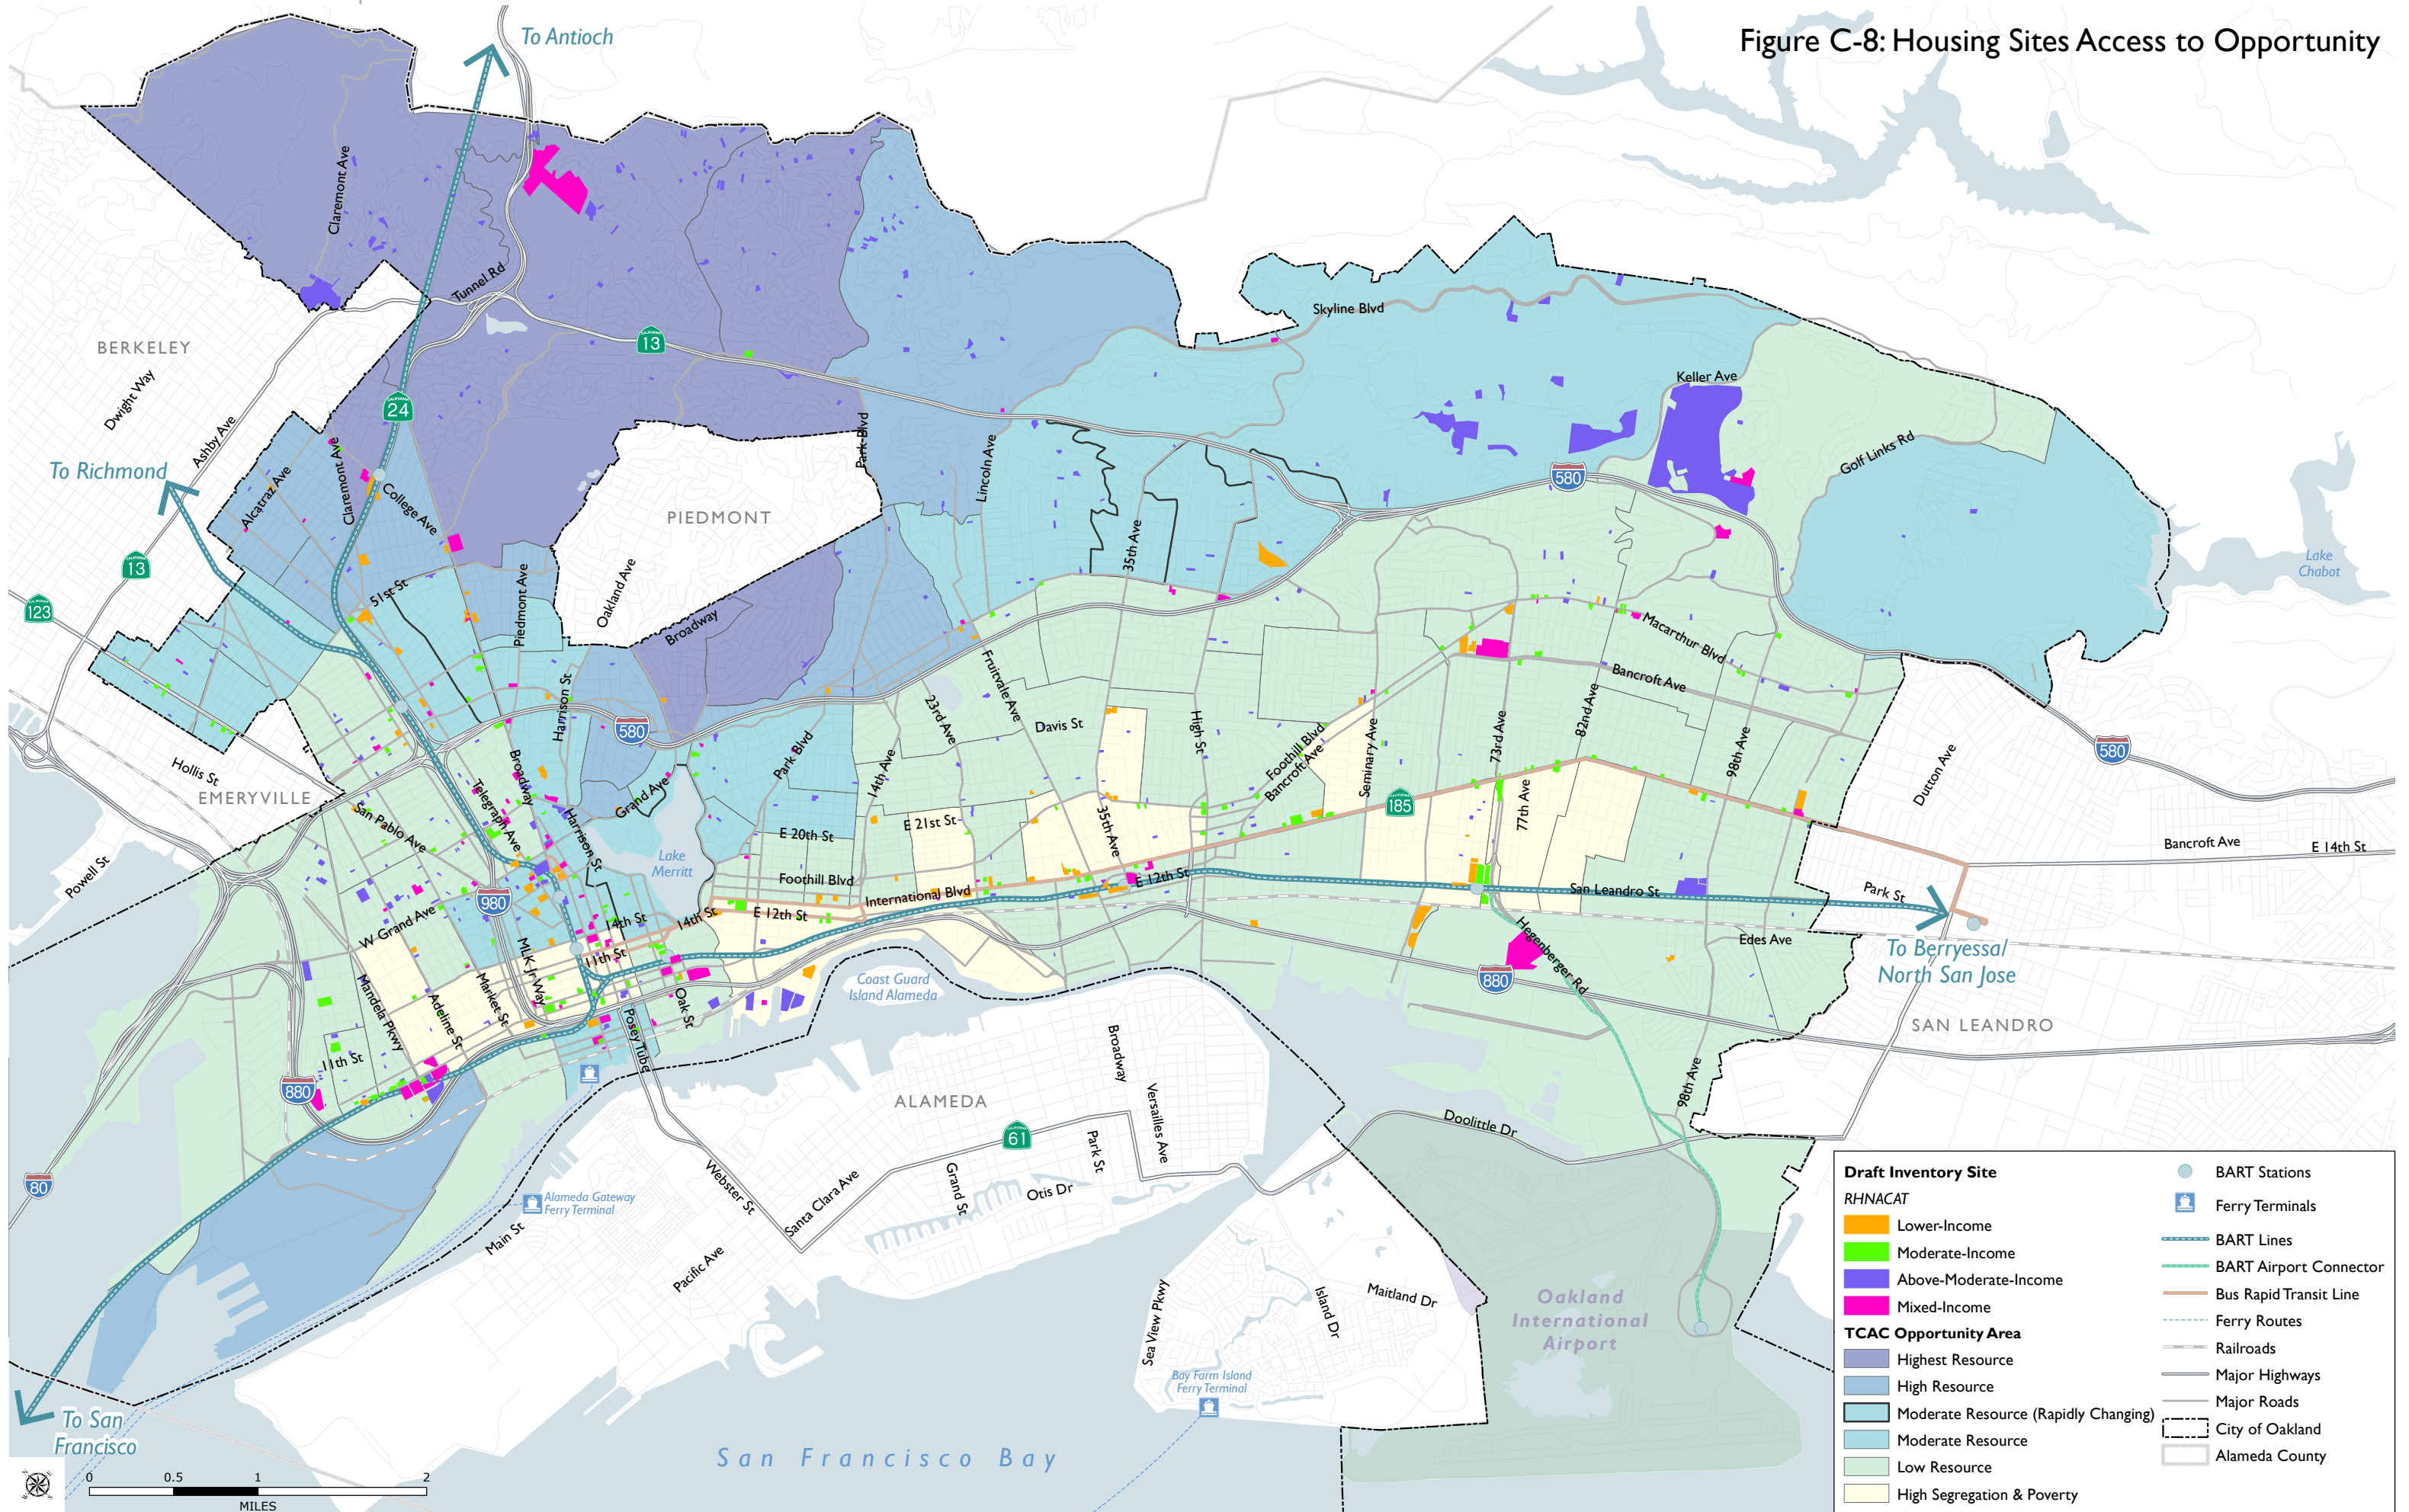 Figure C-8: Housing Sites Access to Opportunity
To Antioch
Claremont Ave
Tunnel Rd
13
BERKELEY
Dwight Way
Ashby Ave
24
To Richmond
Alcatraz Ave
Claremont Ave
College Ave
13
123
51st St
Piedmont Ave
PIEDMONT
Oakland Ave
Broadway
Park Blvd
Lincoln Ave
35th Ave
Skyline Blvd
Keller Ave
580
Golf Links Rd
Lake
Chabot
Macarthur Blvd
Bancroft Ave
Hollis St
EMERYVILLE
Powell St
San Pablo Ave
Telegraph Ave
Broadway
Harrison St
Harrison St
580
Grand Ave
Lake
Merritt
Park Blvd
14th Ave
23rd Ave
Fruitvale Ave
Davis St
High St
Foothill Blvd
Bancroft Ave
Seminary Ave
73rd Ave
82nd Ave
98th Ave
77th Ave
185
580
Dutton Ave
Bancroft Ave
E 14th St
E 20th St
E 21st St
35th Ave
Foothill Blvd
International Blvd
E 12th St
E 12th St
San Leandro St
Park St
To Berryessa/
North San Jose
980
W Grand Ave
14th St
14th St
11th St
MLK Jr Way
Market St
Adeline St
Mandela Pkwy
11th St
Oak St
Posey Tube
Coast Guard
Island Alameda
880
Hegenberger Rd
Edes Ave
SAN LEANDRO
880
80
98th Ave
Doolittle Dr
ALAMEDA
Broadway
Versailles Ave
Park St
61
Grand St
Otis Dr
Santa Clara Ave
Webster St
Alameda Gateway
Ferry Terminal
Main St
Pacific Ave
Sea View Pkwy
Island Dr
Maitland Dr
Bay Farm Island
Ferry Terminal
Oakland
International
Airport
To San
Francisco
San Francisco Bay
0 0.5 1 2
MILES
Draft Inventory Site
RHNACAT
Lower-Income
Moderate-Income
Above-Moderate-Income
Mixed-Income
TCAC Opportunity Area
Highest Resource
High Resource
Moderate Resource (Rapidly Changing)
Moderate Resource
Low Resource
High Segregation & Poverty
BART Stations
Ferry Terminals
BART Lines
BART Airport Connector
Bus Rapid Transit Line
Ferry Routes
Railroads
Major Highways
Major Roads
City of Oakland
Alameda County